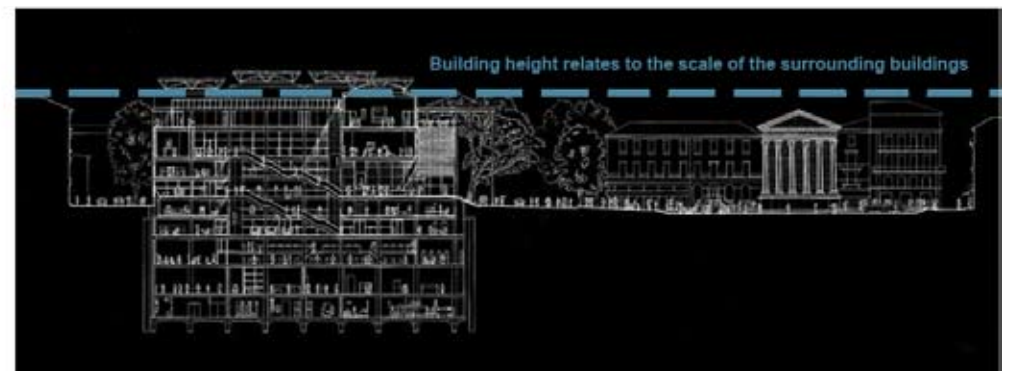 Building height relates to the scale of the surrounding buildings